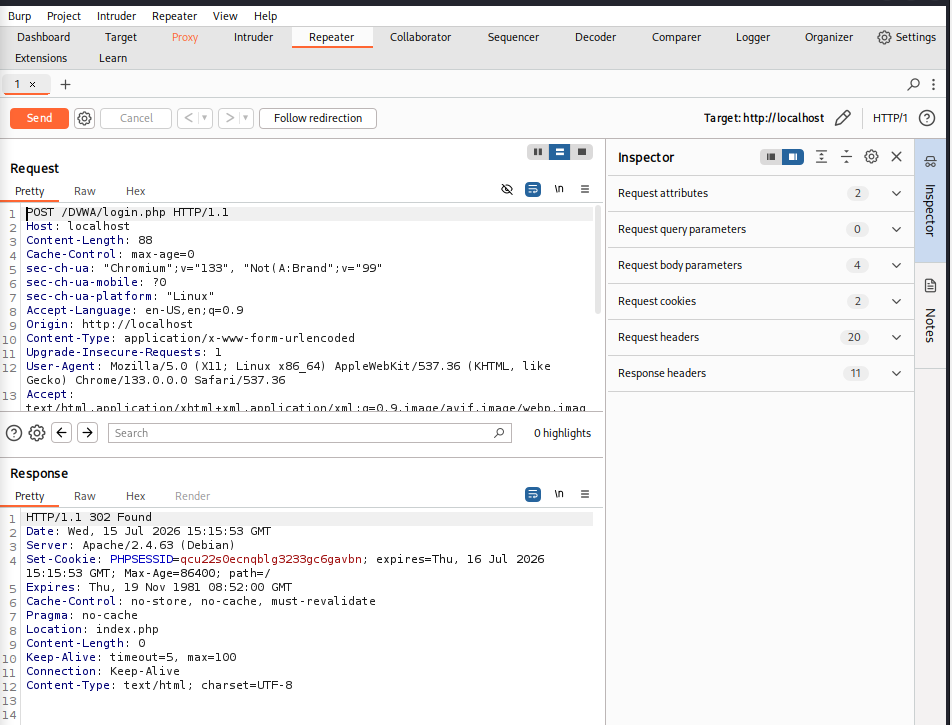 Burp Project Intruder Repeater View Help
Dashboard Target Proxy Intruder Repeater Collaborator Sequencer Decoder Comparer Logger Organizer Settings
Extensions Learn
1 × +
Send Cancel < > Follow redirection Target: http://localhost HTTP/1 ?
Request
Pretty Raw Hex \n
1 POST /DVWA/login.php HTTP/1.1
2 Host: localhost
3 Content-Length: 88
4 Cache-Control: max-age=0
5 sec-ch-ua: "Chromium";v="133", "Not(A:Brand";v="99"
6 sec-ch-ua-mobile: ?0
7 sec-ch-ua-platform: "Linux"
8 Accept-Language: en-US,en;q=0.9
9 Origin: http://localhost
10 Content-Type: application/x-www-form-urlencoded
11 Upgrade-Insecure-Requests: 1
12 User-Agent: Mozilla/5.0 (X11; Linux x86_64) AppleWebKit/537.36 (KHTML, like
Gecko) Chrome/133.0.0.0 Safari/537.36
13 Accept:
text/html,application/xhtml+xml,application/xml;q=0.9,image/avif,image/webp,imag
? Search 0 highlights
Response
Pretty Raw Hex Render \n
1 HTTP/1.1 302 Found
2 Date: Wed, 15 Jul 2026 15:15:53 GMT
3 Server: Apache/2.4.63 (Debian)
4 Set-Cookie: PHPSESSID=qcu22s0ecnqblg3233gc6gavbn; expires=Thu, 16 Jul 2026
15:15:53 GMT; Max-Age=86400; path=/
5 Expires: Thu, 19 Nov 1981 08:52:00 GMT
6 Cache-Control: no-store, no-cache, must-revalidate
7 Pragma: no-cache
8 Location: index.php
9 Content-Length: 0
10 Keep-Alive: timeout=5, max=100
11 Connection: Keep-Alive
12 Content-Type: text/html; charset=UTF-8
13
14
Inspector
Request attributes 2
Request query parameters 0
Request body parameters 4
Request cookies 2
Request headers 20
Response headers 11
Inspector
Notes